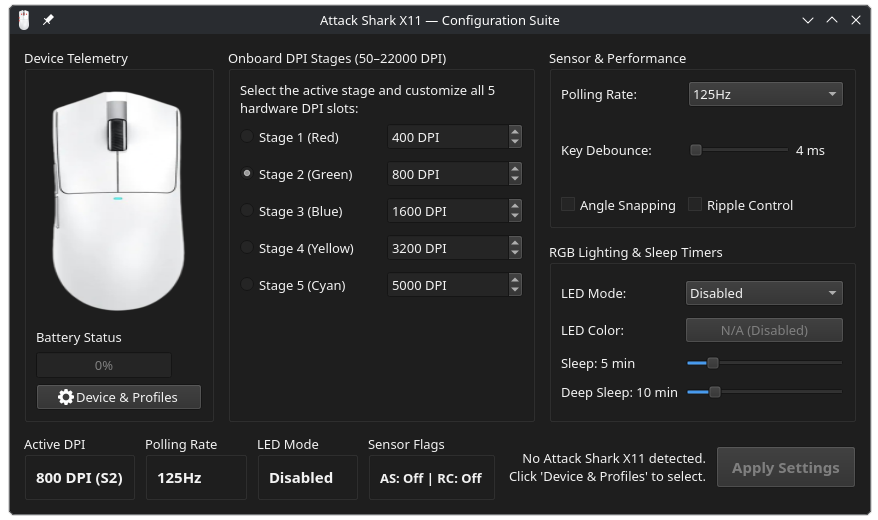 Attack Shark X11 — Configuration Suite
Device Telemetry
Battery Status
0%
Device & Profiles
Onboard DPI Stages (50–22000 DPI)
Select the active stage and customize all 5
hardware DPI slots:
Stage 1 (Red) 400 DPI
Stage 2 (Green) 800 DPI
Stage 3 (Blue) 1600 DPI
Stage 4 (Yellow) 3200 DPI
Stage 5 (Cyan) 5000 DPI
Sensor & Performance
Polling Rate: 125Hz
Key Debounce: 4 ms
Angle Snapping Ripple Control
RGB Lighting & Sleep Timers
LED Mode: Disabled
LED Color: N/A (Disabled)
Sleep: 5 min
Deep Sleep: 10 min
Active DPI
800 DPI (S2)
Polling Rate
125Hz
LED Mode
Disabled
Sensor Flags
AS: Off | RC: Off
No Attack Shark X11 detected.
Click 'Device & Profiles' to select.
Apply Settings